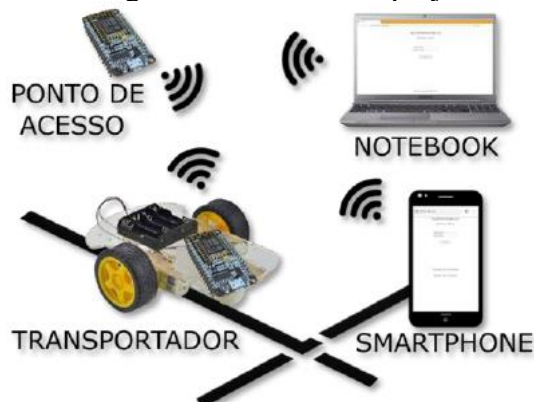 PONTO DE
ACESSO
NOTEBOOK
TRANSPORTADOR
SMARTPHONE